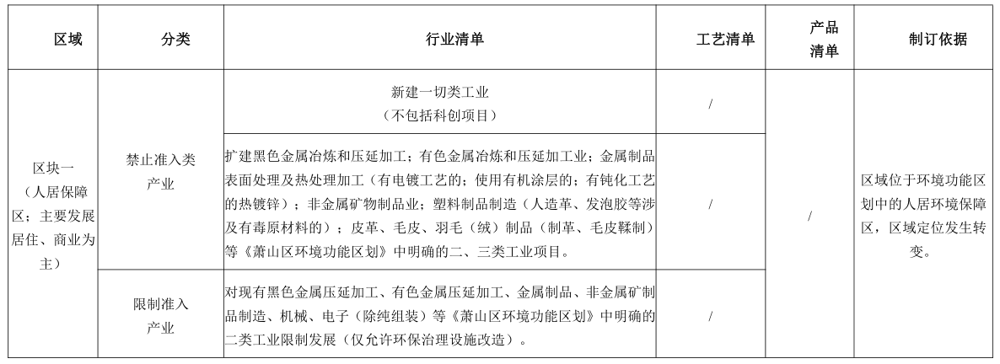 区域
分类
行业清单
工艺清单
产品
清单
制订依据
区块一
（人居保障
区；主要发展
居住、商业为
主）
禁止准入类
产业
新建一切类工业
（不包括科创项目）
/
扩建黑色金属冶炼和压延加工；有色金属冶炼和压延加工业；金属制品
表面处理及热处理加工（有电镀工艺的；使用有机涂层的；有钝化工艺
的热镀锌）；非金属矿物制品业；塑料制品制造（人造革、发泡胶等涉
及有毒原材料的）；皮革、毛皮、羽毛（绒）制品（制革、毛皮鞣制）
等《萧山区环境功能区划》中明确的二、三类工业项目。
/
限制准入
产业
对现有黑色金属压延加工、有色金属压延加工、金属制品、非金属矿制
品制造、机械、电子（除纯组装）等《萧山区环境功能区划》中明确的
二类工业限制发展（仅允许环保治理设施改造）。
/
/
区域位于环境功能区
划中的人居环境保障
区，区域定位发生转
变。